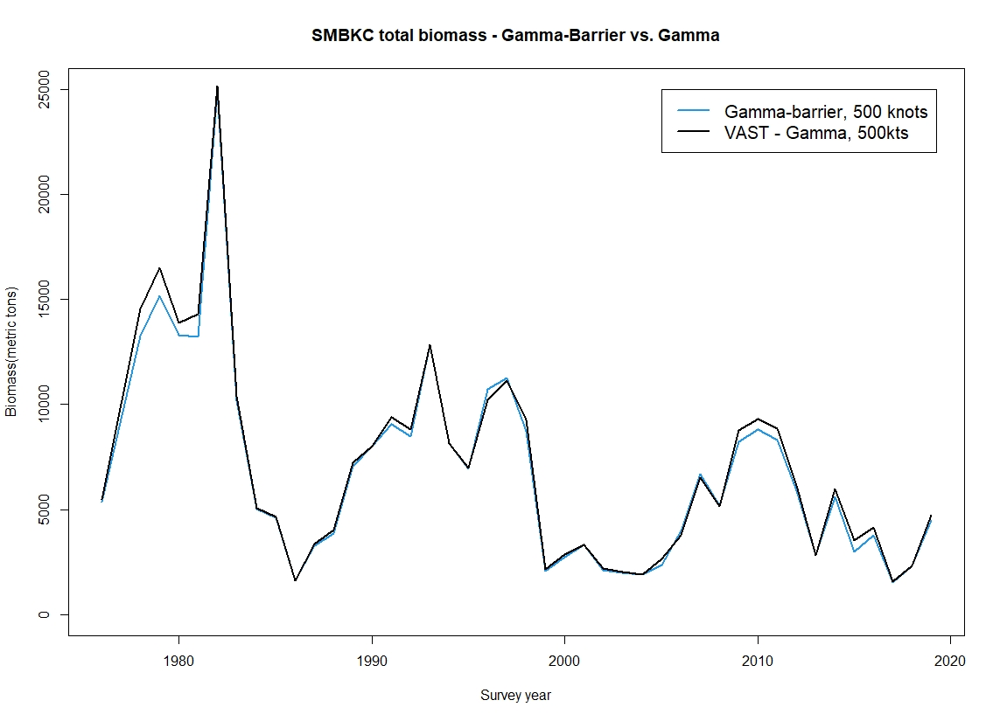 SMBKC total biomass - Gamma-Barrier vs. Gamma
Gamma-barrier, 500 knots
VAST - Gamma, 500kts
Biomass(metric tons)
25000
20000
15000
10000
5000
0
1980
1990
2000
2010
2020
Survey year